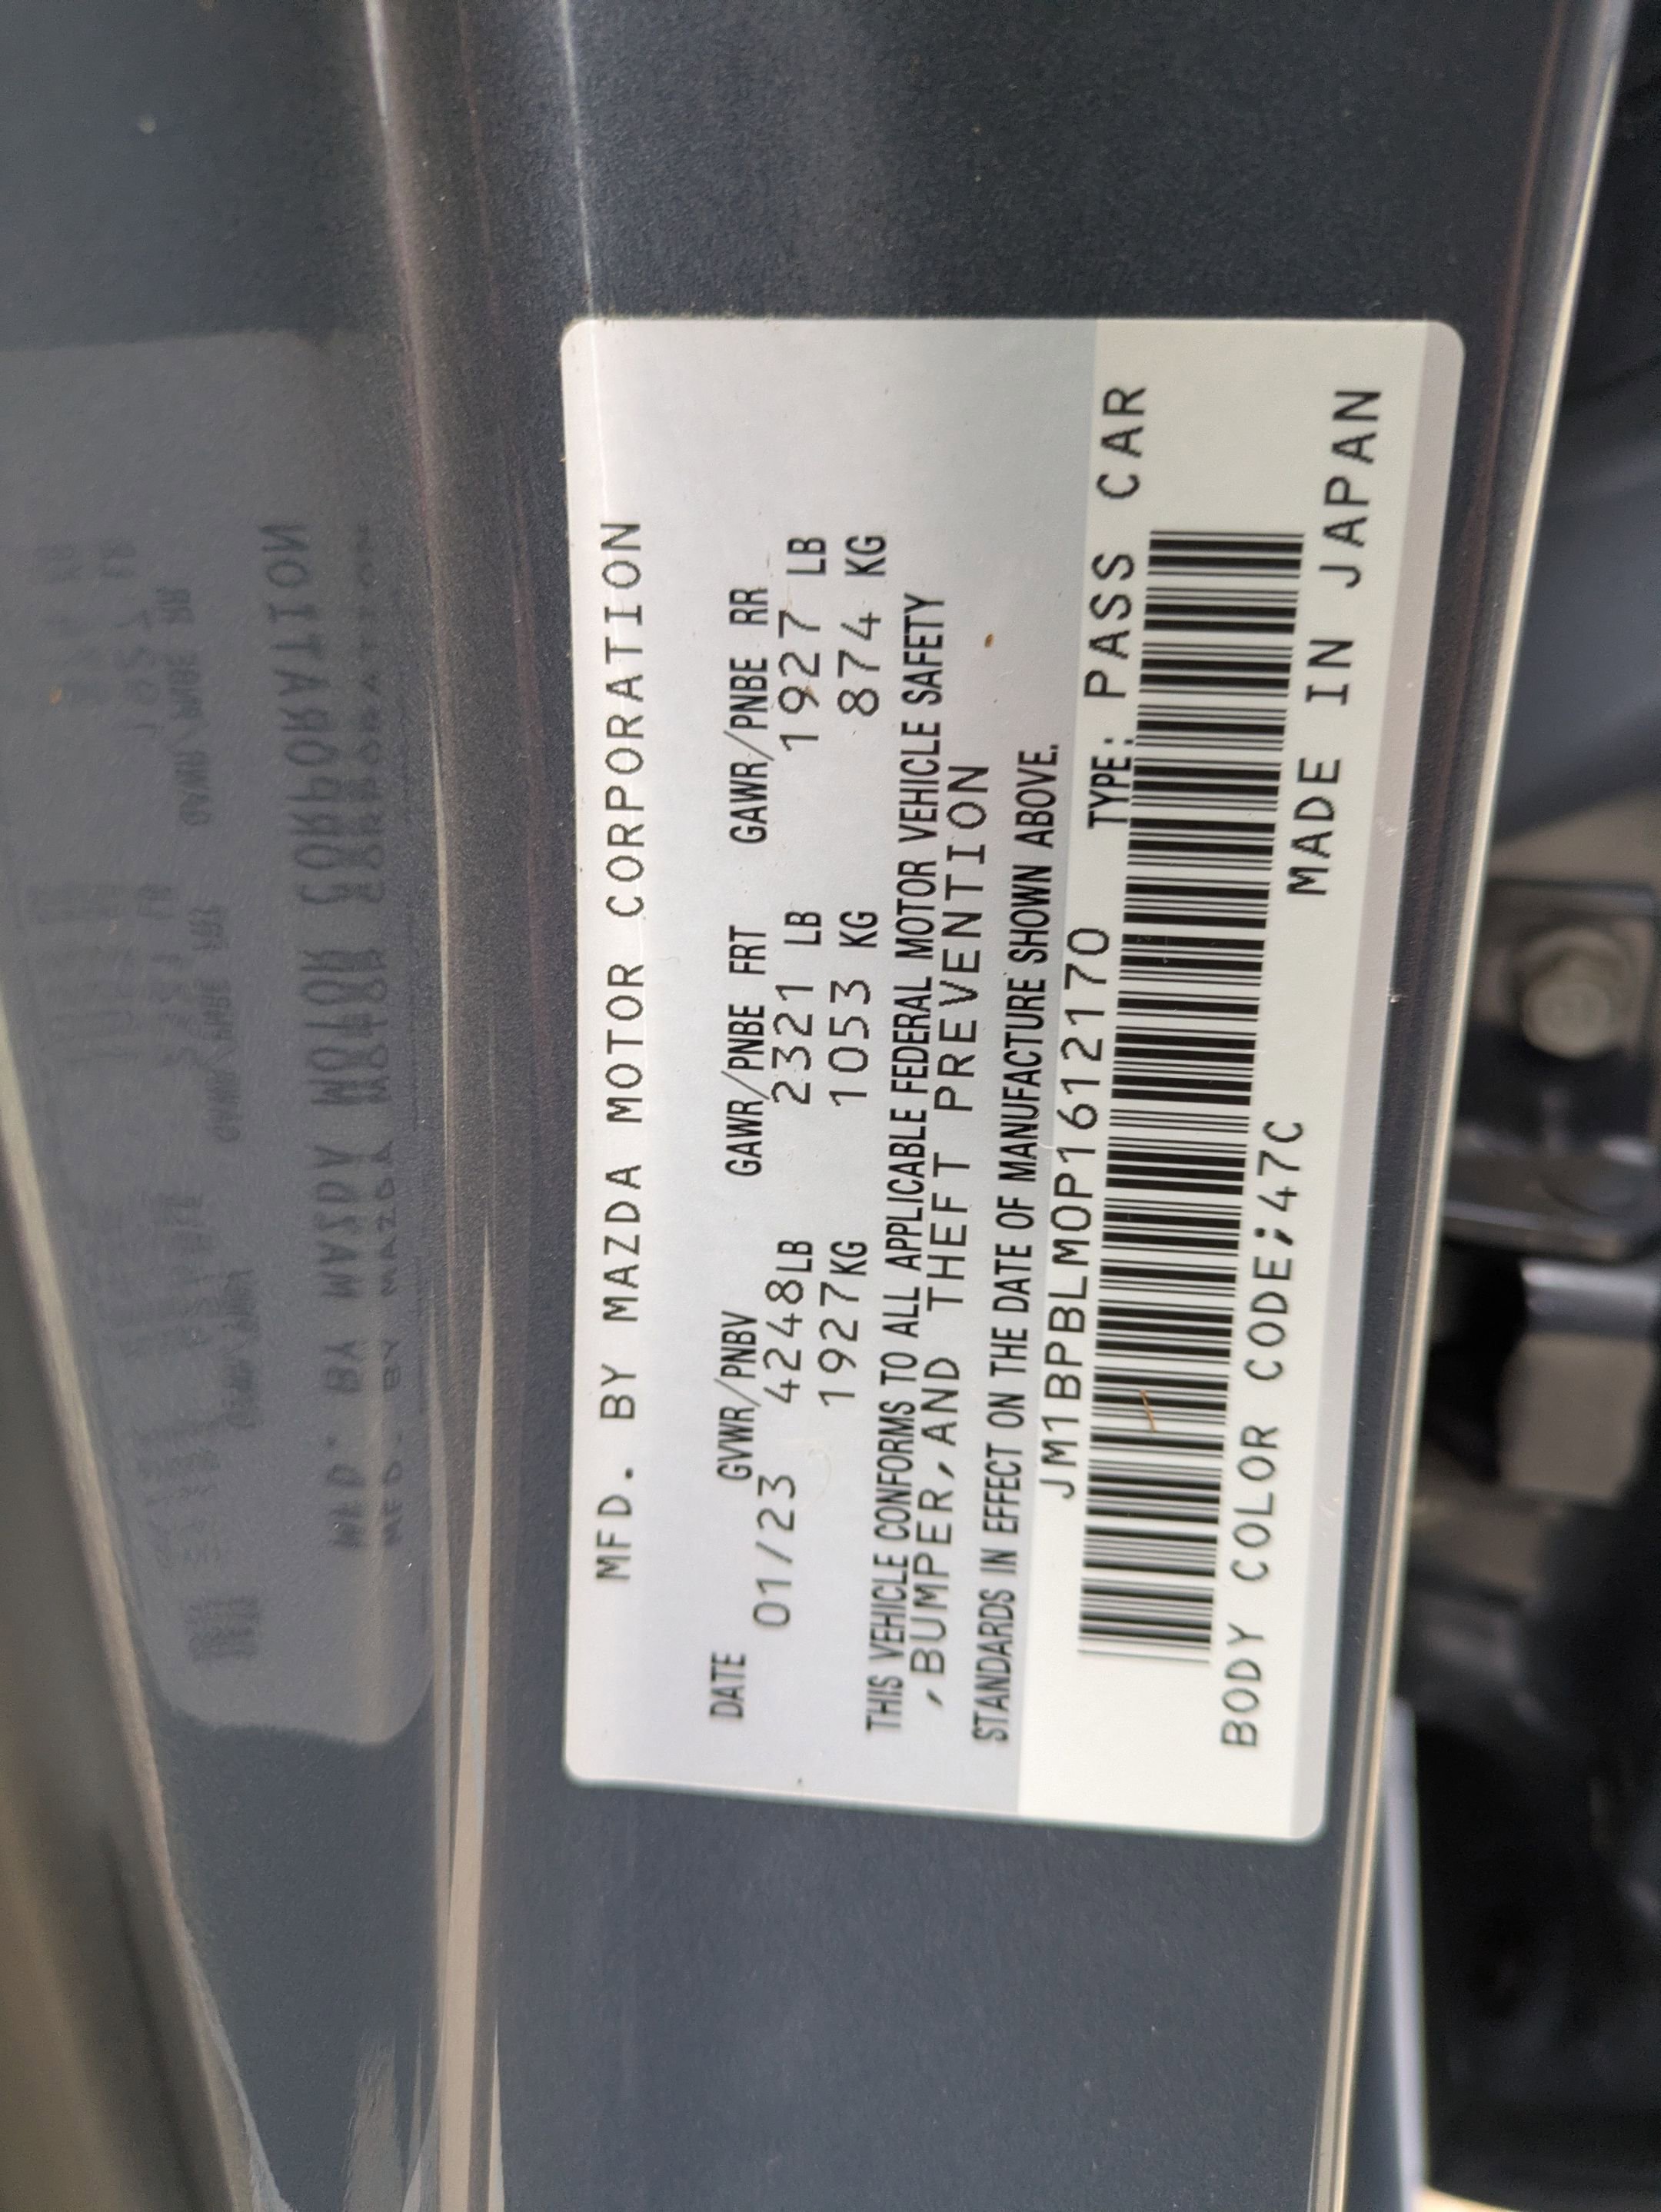 MFD. BY MAZDA MOTOR CORPORATION
DATE GVWR/PNBV GAWR/PNBE FRT GAWR/PNBE RR
01/23 4248LB 2321 LB 1927 LB
1927KG 1053 KG 874 KG
THIS VEHICLE CONFORMS TO ALL APPLICABLE FEDERAL MOTOR VEHICLE SAFETY
,BUMPER,AND THEFT PREVENTION
STANDARDS IN EFFECT ON THE DATE OF MANUFACTURE SHOWN ABOVE.
JM1BPBLM0P1612170 TYPE: PASS CAR
BODY COLOR CODE;47C MADE IN JAPAN